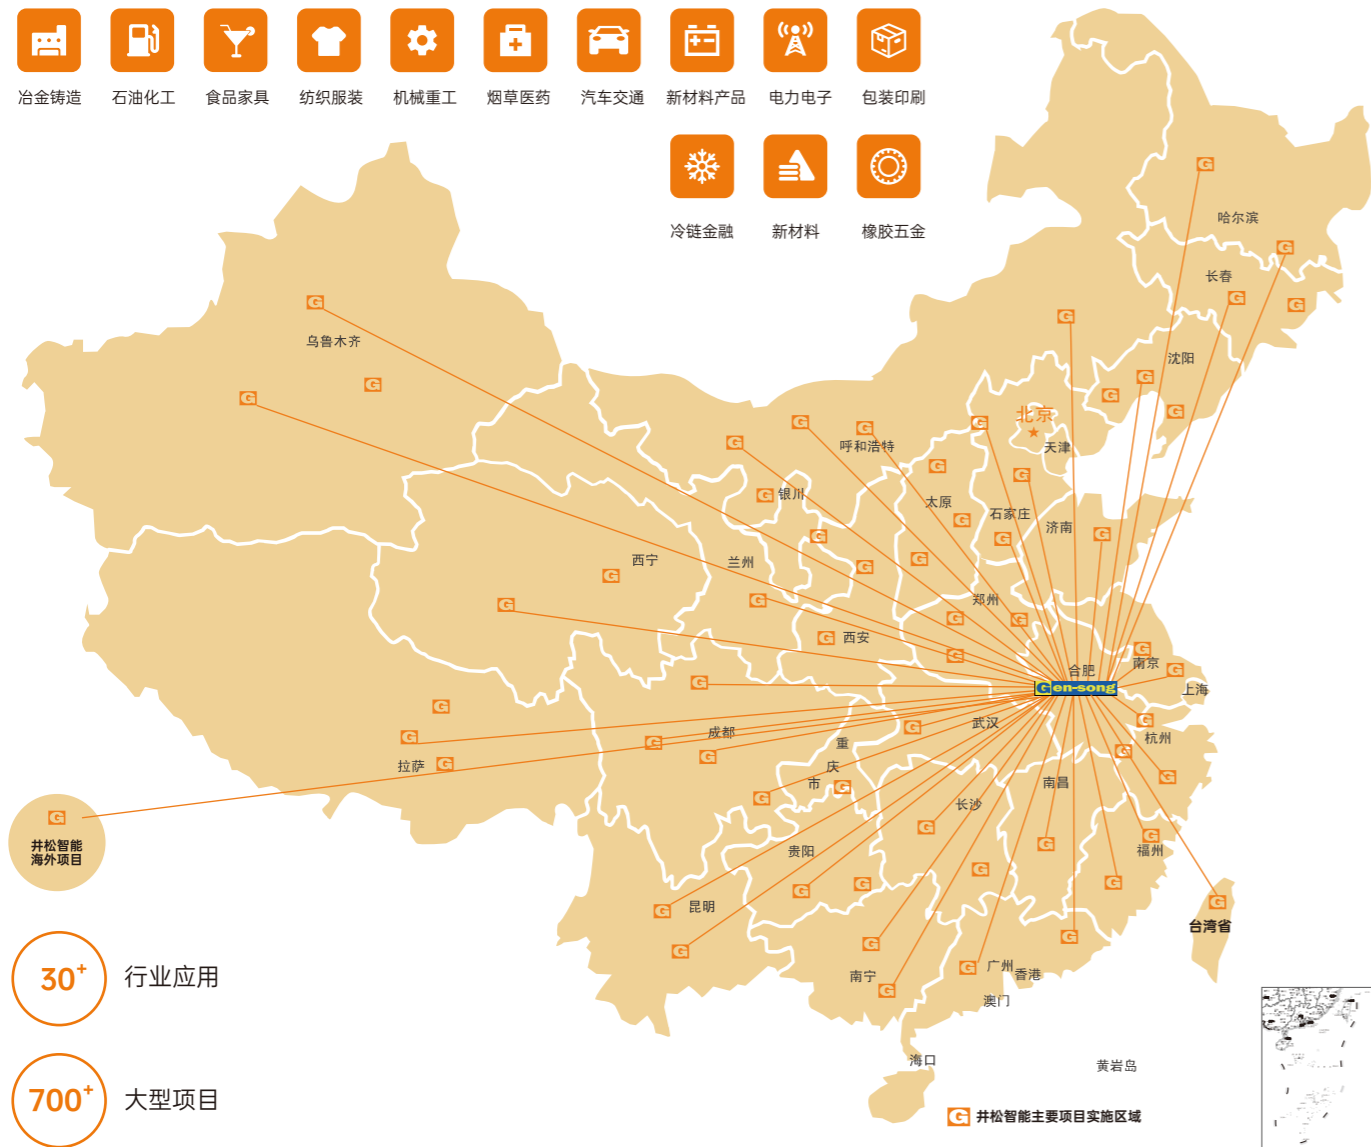 冶金铸造 石油化工 食品家具 纺织服装 机械重工 烟草医药 汽车交通 新材料产品 电力电子 包装印刷
冷链金融 新材料 橡胶五金
哈尔滨
长春
乌鲁木齐
沈阳
北京
天津
呼和浩特
银川
太原
石家庄
济南
西宁
兰州
郑州
西安
合肥
南京
Gen-song
上海
成都
武汉
杭州
重
庆
市
拉萨
南昌
长沙
井松智能
海外项目
贵阳
福州
昆明
台湾省
30+ 行业应用
南宁
广州
香港
澳门
海口
黄岩岛
700+ 大型项目
G 井松智能主要项目实施区域